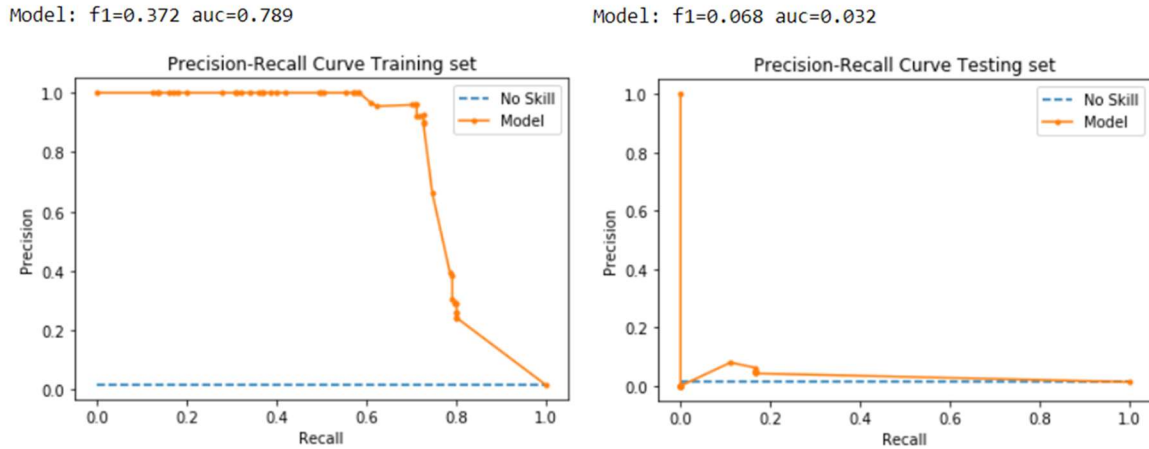 Model: f1=0.372 auc=0.789
Precision-Recall Curve Training set
No Skill
Model
1.0
0.8
0.6
0.4
0.2
0.0
Precision
0.0 0.2 0.4 0.6 0.8 1.0
Recall
Model: f1=0.068 auc=0.032
Precision-Recall Curve Testing set
No Skill
Model
1.0
0.8
0.6
0.4
0.2
0.0
Precision
0.0 0.2 0.4 0.6 0.8 1.0
Recall